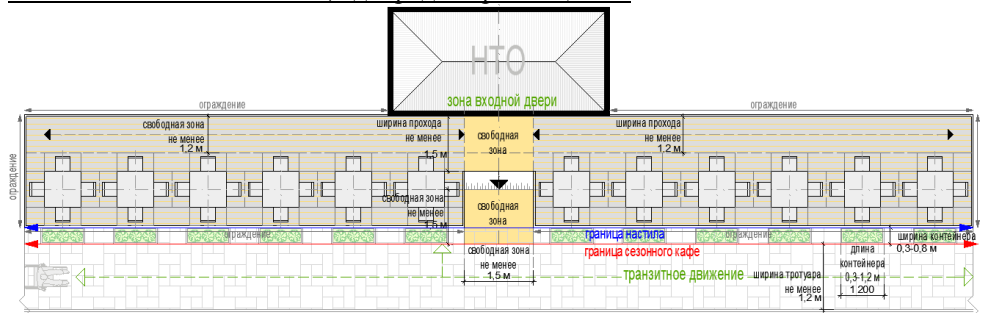 НТО
зона входной двери
ограждение
ограждение
свободная зона
не менее
1,2 м
ширина прохода
не менее
1,5 м
свободная
зона
ширина прохода
не менее
1,2 м
ограждение
ограждение
свободная зона
не менее
1,5 м
свободная
зона
ограждение
граница настила
ограждение
ширина контейнера
0,3-0,8 м
граница сезонного кафе
свободная зона
не менее
1,5 м
транзитное движение
ширина тротуара
не менее
1,2 м
длина
контейнера
0,3-1,2 м
1 200